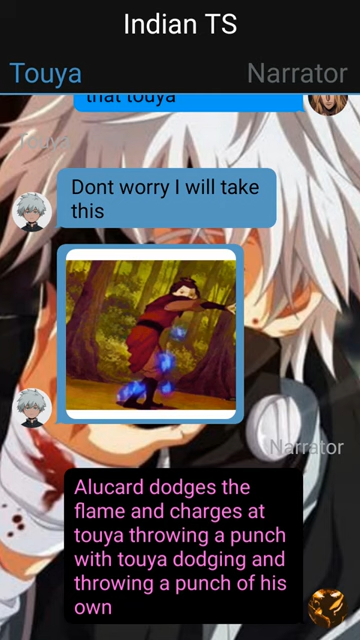 Indian TS
Touya
Narrator
that touya
Touya
Dont worry I will take
this
Narrator
Alucard dodges the
flame and charges at
touya throwing a punch
with touya dodging and
throwing a punch of his
own